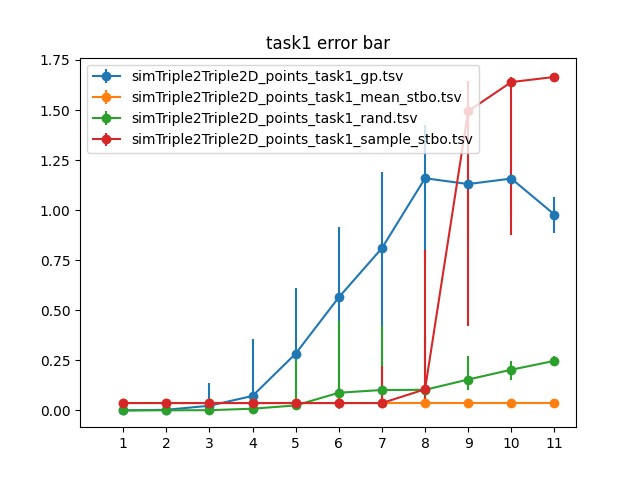 task1 error bar
simTriple2Triple2D_points_task1_gp.tsv
simTriple2Triple2D_points_task1_mean_stbo.tsv
simTriple2Triple2D_points_task1_rand.tsv
simTriple2Triple2D_points_task1_sample_stbo.tsv
1.75
1.50
1.25
1.00
0.75
0.50
0.25
0.00
1 2 3 4 5 6 7 8 9 10 11